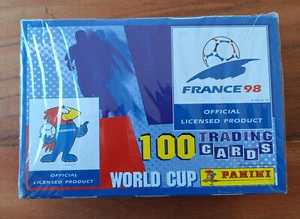 FRANCE 98
OFFICIAL
LICENSED PRODUCT
OFFICIAL
LICENSED PRODUCT
100 TRADING
CARDS
WORLD CUP
PANINI